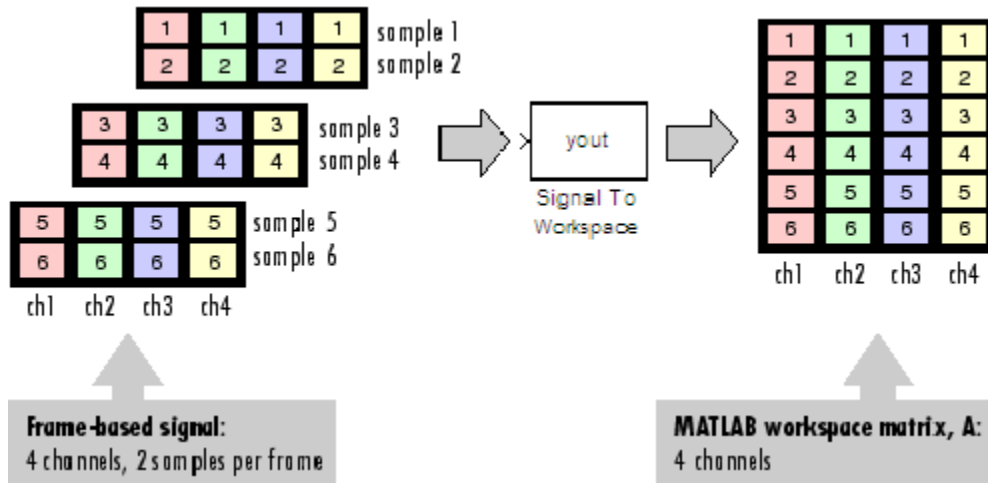 1 1 1 1 sample 1
2 2 2 2 sample 2
3 3 3 3 sample 3
4 4 4 4 sample 4
5 5 5 5 sample 5
6 6 6 6 sample 6
ch1 ch2 ch3 ch4
Frame-based signal:
4 channels, 2 samples per frame
yout
Signal To
Workspace
1 1 1 1
2 2 2 2
3 3 3 3
4 4 4 4
5 5 5 5
6 6 6 6
ch1 ch2 ch3 ch4
MATLAB workspace matrix, A:
4 channels